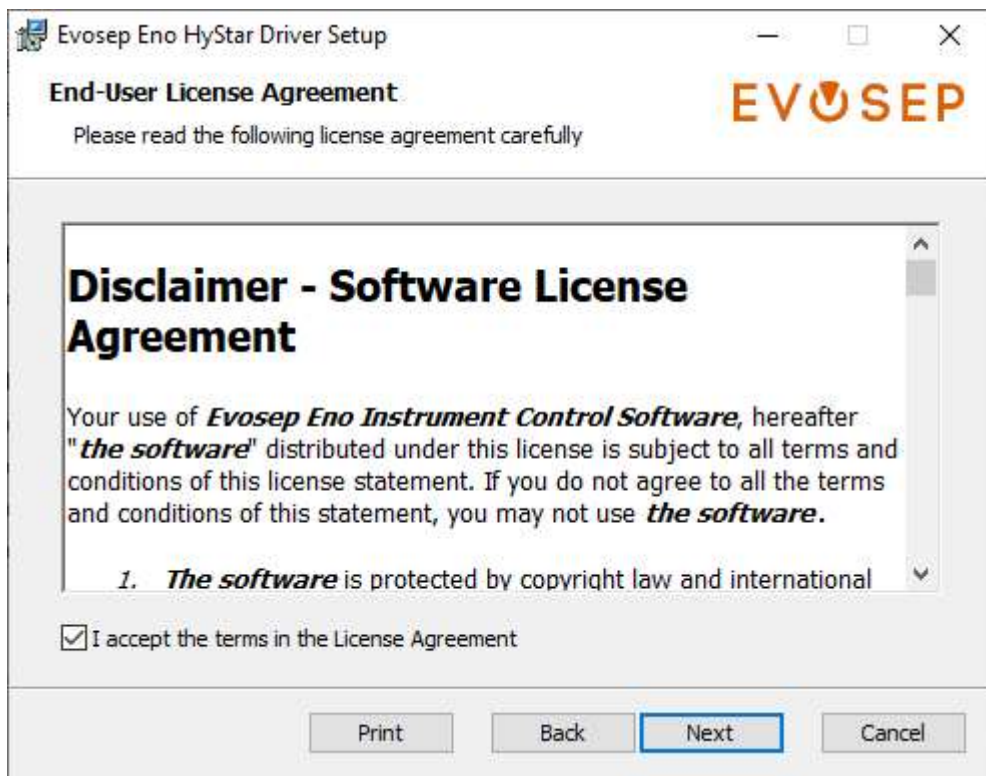 Evosep Eno HyStar Driver Setup
End-User License Agreement
Please read the following license agreement carefully
EVOSEP
Disclaimer - Software License
Agreement
Your use of Evosep Eno Instrument Control Software, hereafter
"the software" distributed under this license is subject to all terms and
conditions of this license statement. If you do not agree to all the terms
and conditions of this statement, you may not use the software.
1. The software is protected by copyright law and international
I accept the terms in the License Agreement
Print Back Next Cancel